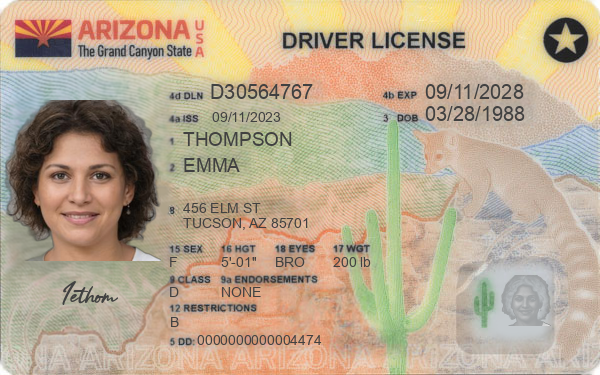 ARIZONA USA
The Grand Canyon State
DRIVER LICENSE
4d DLN D30564767 4b EXP 09/11/2028
4a ISS 09/11/2023 3 DOB 03/28/1988
1 THOMPSON
2 EMMA
8 456 ELM ST
TUCSON, AZ 85701
15 SEX 16 HGT 18 EYES 17 WGT
F 5'-01" BRO 200 lb
9 CLASS 9a ENDORSEMENTS
D NONE
12 RESTRICTIONS
B
5 DD: 0000000000004474
Iethom
ARIZONA ARIZONA ARIZONA ARIZONA